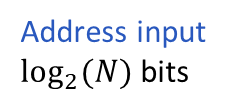 Address input
log₂(N) bits